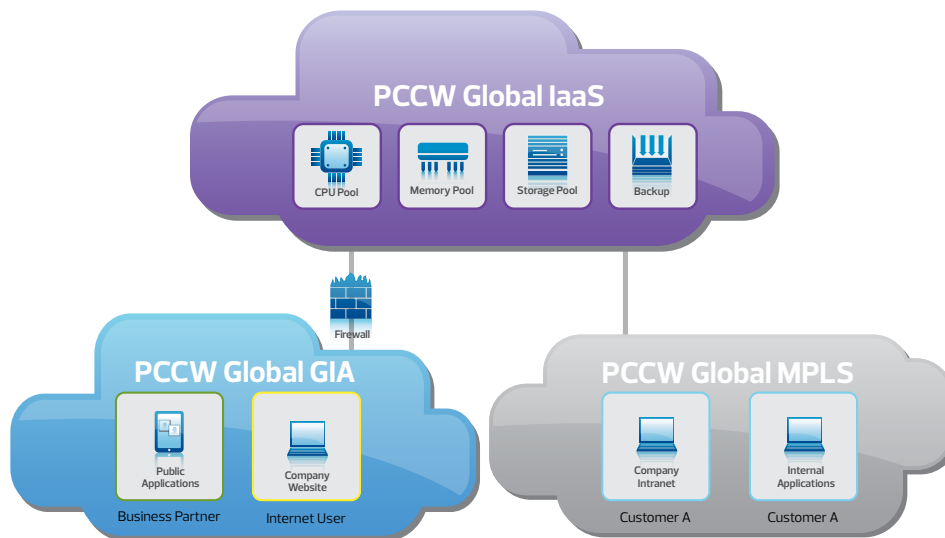 PCCW Global IaaS
CPU Pool
Memory Pool
Storage Pool
Backup
Firewall
PCCW Global GIA
Public
Applications
Company
Website
Business Partner
Internet User
PCCW Global MPLS
Company
Intranet
Internal
Applications
Customer A
Customer A